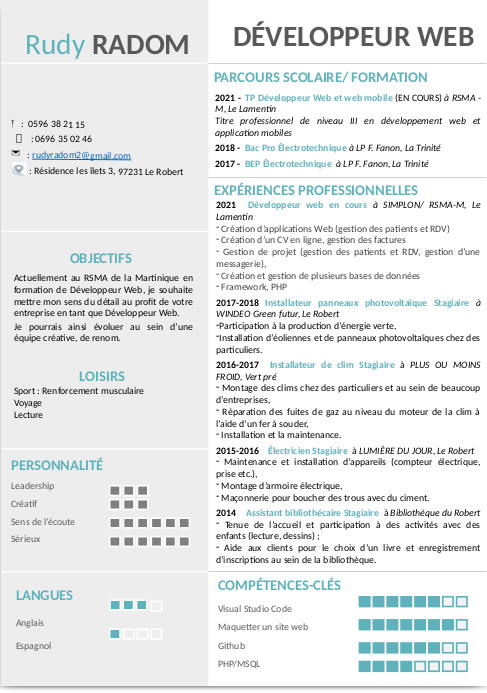 Rudy RADOM
DÉVELOPPEUR WEB
: 0596 38 21 15
: 0696 35 02 46
: rudyradom2@gmail.com
: Résidence les îlets 3, 97231 Le Robert
OBJECTIFS
Actuellement au RSMA de la Martinique en
formation de Développeur Web, je souhaite
mettre mon sens du détail au profit de votre
entreprise en tant que Développeur Web.
Je pourrais ainsi évoluer au sein d’une
équipe créative, de renom.
LOISIRS
Sport : Renforcement musculaire
Voyage
Lecture
PERSONNALITÉ
Leadership
Créatif
Sens de l’écoute
Sérieux
LANGUES
Anglais
Espagnol
PARCOURS SCOLAIRE/ FORMATION
2021 - TP Développeur Web et web mobile (EN COURS) à RSMA -
M, Le Lamentin
Titre professionnel de niveau III en développement web et
application mobiles
2018 - Bac Pro Électrotechnique à LP F. Fanon, La Trinité
2017 - BEP Électrotechnique à LP F. Fanon, La Trinité
EXPÉRIENCES PROFESSIONNELLES
2021 Développeur web en cours à SIMPLON/ RSMA-M, Le
Lamentin
- Création d’applications Web (gestion des patients et RDV)
- Création d’un CV en ligne, gestion des factures
- Gestion de projet (gestion des patients et RDV, gestion d’une
messagerie),
- Création et gestion de plusieurs bases de données
- Framework, PHP
2017-2018 Installateur panneaux photovoltaïque Stagiaire à
WINDEO Green futur, Le Robert
-Participation à la production d’énergie verte,
-Installation d’éoliennes et de panneaux photovoltaïques chez des
particuliers.
2016-2017 Installateur de clim Stagiaire à PLUS OU MOINS
FROID, Vert pré
- Montage des clims chez des particuliers et au sein de beaucoup
d’entreprises,
- Réparation des fuites de gaz au niveau du moteur de la clim à
l’aide d’un fer à souder,
- Installation et la maintenance.
2015-2016 Électricien Stagiaire à LUMIÈRE DU JOUR, Le Robert
- Maintenance et installation d’appareils (compteur électrique,
prise etc.),
- Montage d’armoire électrique,
- Maçonnerie pour boucher des trous avec du ciment.
2014 Assistant bibliothécaire Stagiaire à Bibliothèque du Robert
- Tenue de l’accueil et participation à des activités avec des
enfants (lecture, dessins) ;
- Aide aux clients pour le choix d’un livre et enregistrement
d’inscriptions au sein de la bibliothèque.
COMPÉTENCES-CLÉS
Visual Studio Code
Maquetter un site web
Github
PHP/MSQL